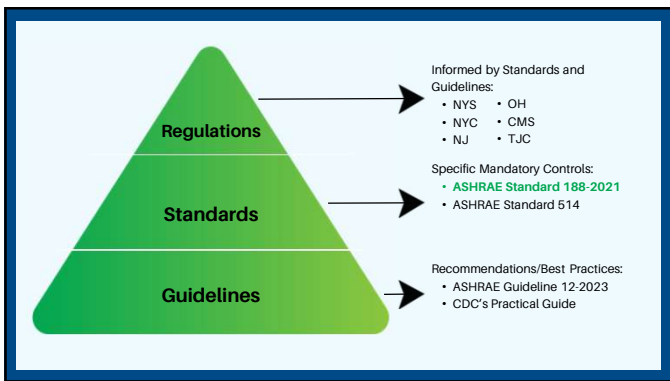 Informed by Standards and
Guidelines:
• NYS • OH
• NYC • CMS
• NJ • TJC
Regulations
Specific Mandatory Controls:
• ASHRAE Standard 188-2021
• ASHRAE Standard 514
Standards
Recommendations/Best Practices:
• ASHRAE Guideline 12-2023
• CDC's Practical Guide
Guidelines